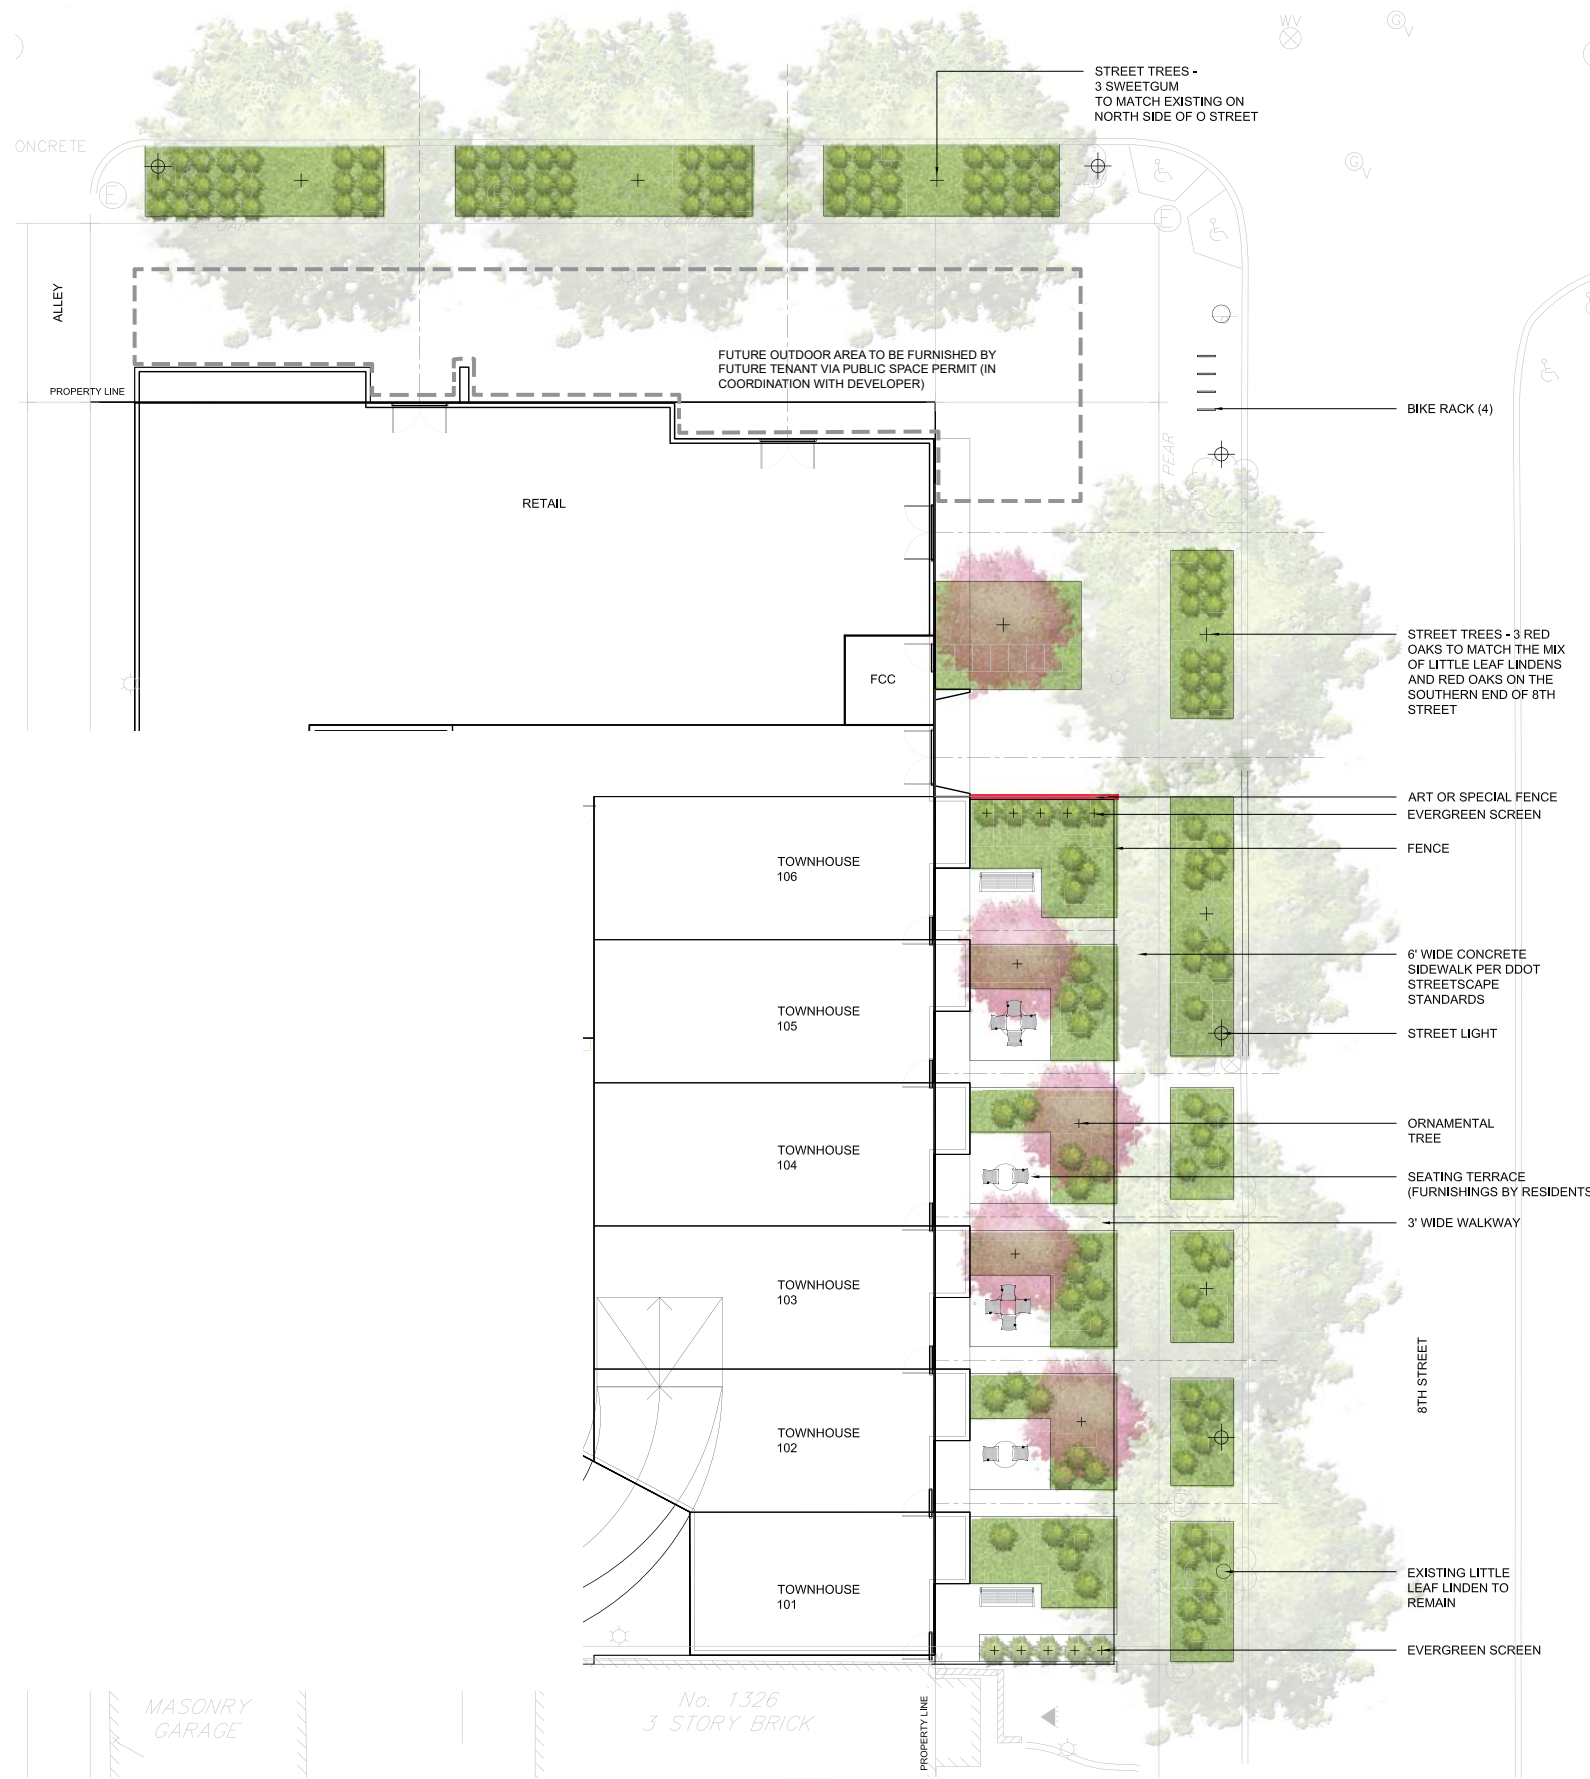 WV
G
V
STREET TREES -
3 SWEETGUM
TO MATCH EXISTING ON
NORTH SIDE OF O STREET
ONCRETE
G
V
E
E
E
OAK
SYCAMORE
ALLEY
FUTURE OUTDOOR AREA TO BE FURNISHED BY
FUTURE TENANT VIA PUBLIC SPACE PERMIT (IN
COORDINATION WITH DEVELOPER)
PROPERTY LINE
BIKE RACK (4)
PEAR
RETAIL
STREET TREES - 3 RED
OAKS TO MATCH THE MIX
OF LITTLE LEAF LINDENS
AND RED OAKS ON THE
SOUTHERN END OF 8TH
STREET
FCC
ART OR SPECIAL FENCE
EVERGREEN SCREEN
FENCE
TOWNHOUSE
106
6' WIDE CONCRETE
SIDEWALK PER DDOT
STREETSCAPE
STANDARDS
TOWNHOUSE
105
STREET LIGHT
ORNAMENTAL
TREE
TOWNHOUSE
104
SEATING TERRACE
(FURNISHINGS BY RESIDENTS
3' WIDE WALKWAY
TOWNHOUSE
103
8TH STREET
TOWNHOUSE
102
EXISTING LITTLE
LEAF LINDEN TO
REMAIN
TOWNHOUSE
101
EVERGREEN SCREEN
MASONRY
GARAGE
No. 1326
3 STORY BRICK
PROPERTY LINE